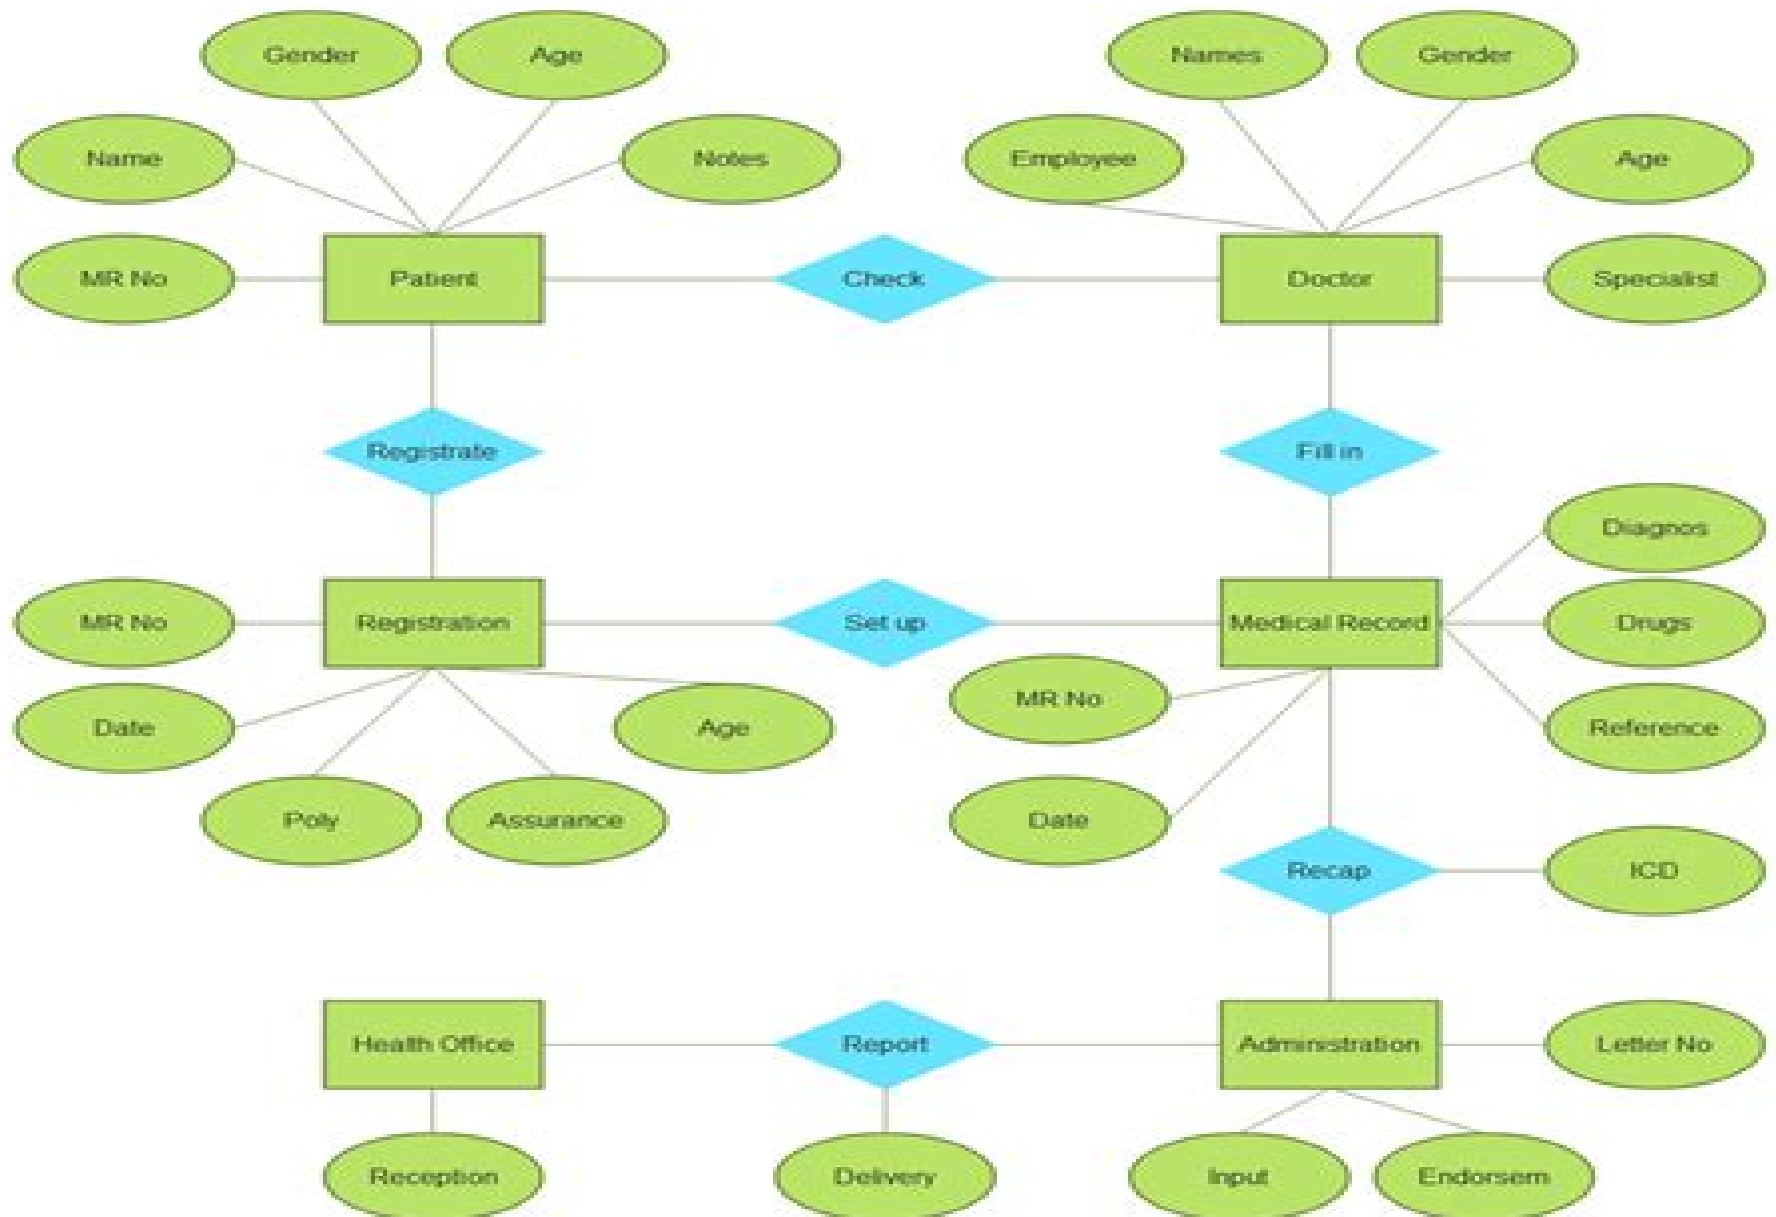 Gender
Age
Names
Gender
Name
Notes
Employee
Age
MR No
Patient
Check
Doctor
Specialist
Registrate
Fill in
Diagnos
MR No
Registration
Set up
Medical Record
Drugs
MR No
Date
Age
Reference
Poly
Assurance
Date
Recap
ICD
Health Office
Report
Administration
Letter No
Reception
Delivery
Input
Endorsem